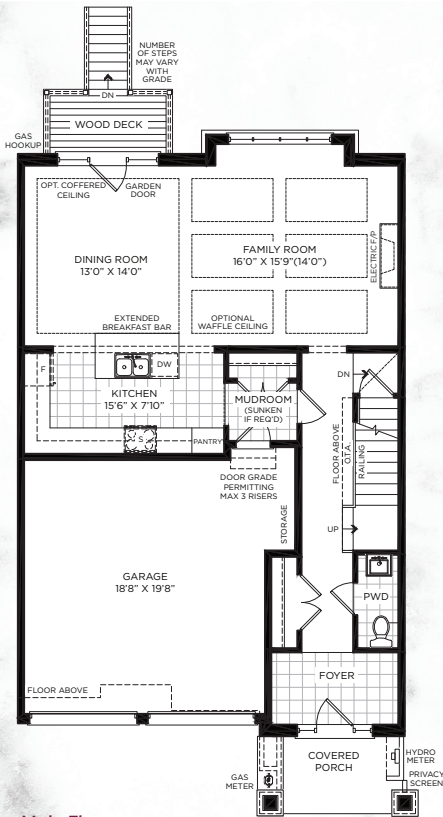 NUMBER
OF STEPS
MAY VARY
WITH
GRADE
DN
WOOD DECK
GAS
HOOKUP
OPT. COFFERED
CEILING
GARDEN
DOOR
DINING ROOM
13'0" X 14'0"
FAMILY ROOM
16'0" X 15'9"(14'0")
ELECTRIC F/P
EXTENDED
BREAKFAST BAR
OPTIONAL
WAFFLE CEILING
F
DW
KITCHEN
15'6" X 7'10"
S
PANTRY
MUDROOM
(SUNKEN
IF REQ'D)
DN
FLOOR ABOVE
O.T.A.
RAILING
DOOR GRADE
PERMITTING
MAX 3 RISERS
STORAGE
UP
GARAGE
18'8" X 19'8"
PWD
FLOOR ABOVE
FOYER
COVERED
PORCH
GAS
METER
HYDRO
METER
PRIVACY
SCREEN